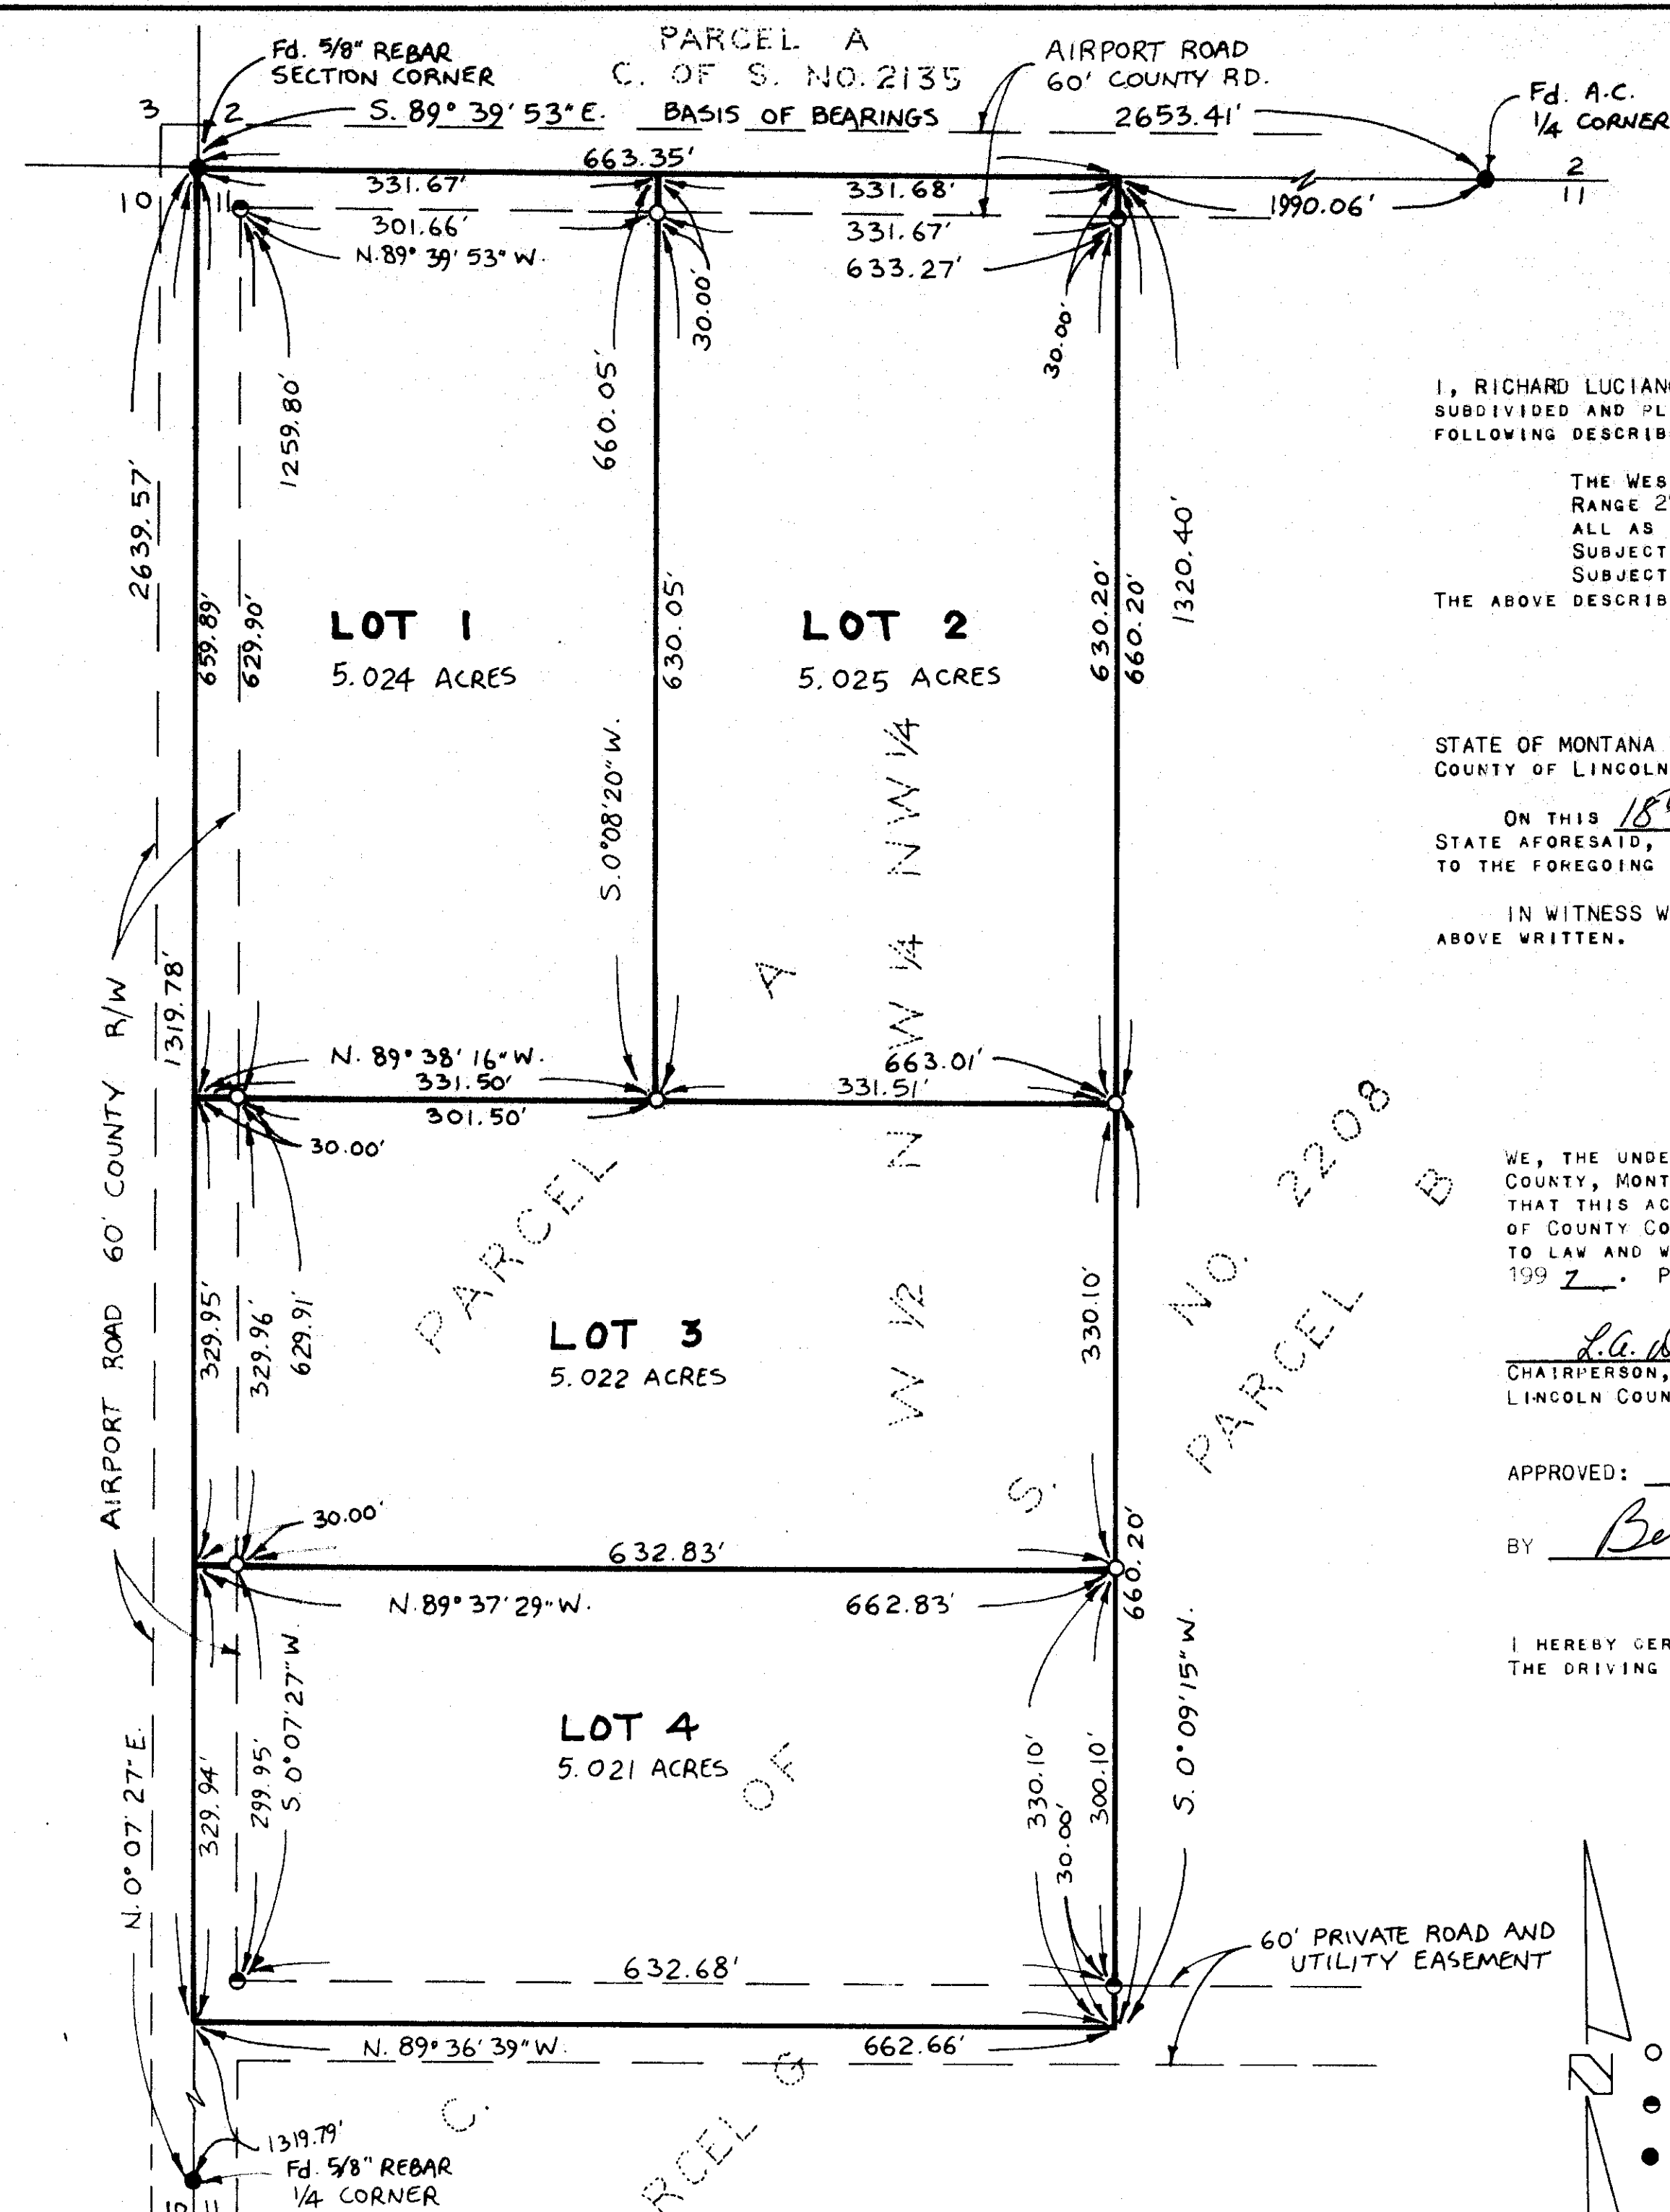 PARCEL A
C. OF S. NO. 2135
Fd. 5/8" REBAR
SECTION CORNER
AIRPORT ROAD
60' COUNTY RD.
Fd. A.C.
1/4 CORNER
3 2
S. 89° 39' 53" E. BASIS OF BEARINGS 2653.41'
663.35'
331.67' 331.68'
10 11
1990.06'
2
11
301.66' 331.67'
N. 89° 39' 53" W. 633.27'
30.00'
30.00'
660.05'
1259.80'
2639.57'
1320.40'
659.89'
629.90'
630.05'
630.20'
660.20'
LOT 1
5.024 ACRES
LOT 2
5.025 ACRES
S. 0° 08' 20" W.
W 1/2 NW 1/4 NW 1/4
1319.78'
AIRPORT ROAD 60' COUNTY R/W
N. 89° 38' 16" W. 663.01'
331.50' 331.51'
301.50'
30.00'
PARCEL A
329.95'
329.96'
629.91'
330.10'
LOT 3
5.022 ACRES
C. OF S. NO. 2208
PARCEL B
30.00'
632.83'
N. 89° 37' 29" W. 662.83'
660.20'
LOT 4
5.021 ACRES
329.94'
299.95'
S. 0° 07' 27" W.
330.10'
30.00'
300.10'
S. 0° 09' 15" W.
N. 0° 07' 27" E.
632.68'
60' PRIVATE ROAD AND
UTILITY EASEMENT
N. 89° 36' 39" W. 662.66'
1319.79'
Fd. 5/8" REBAR
1/4 CORNER
RCEL G
I, RICHARD LUCIAN
SUBDIVIDED AND PL
FOLLOWING DESCRIB
THE WES
RANGE 2
ALL AS
SUBJECT
SUBJECT
THE ABOVE DESCRIB
STATE OF MONTANA
COUNTY OF LINCOLN
ON THIS 18th
STATE AFORESAID,
TO THE FOREGOING
IN WITNESS W
ABOVE WRITTEN.
WE, THE UNDE
COUNTY, MONT
THAT THIS AC
OF COUNTY CO
TO LAW AND W
199 7. P
L.A. D
CHAIRPERSON,
LINCOLN COUN
APPROVED:
BY Be
I HEREBY CER
THE DRIVING
N